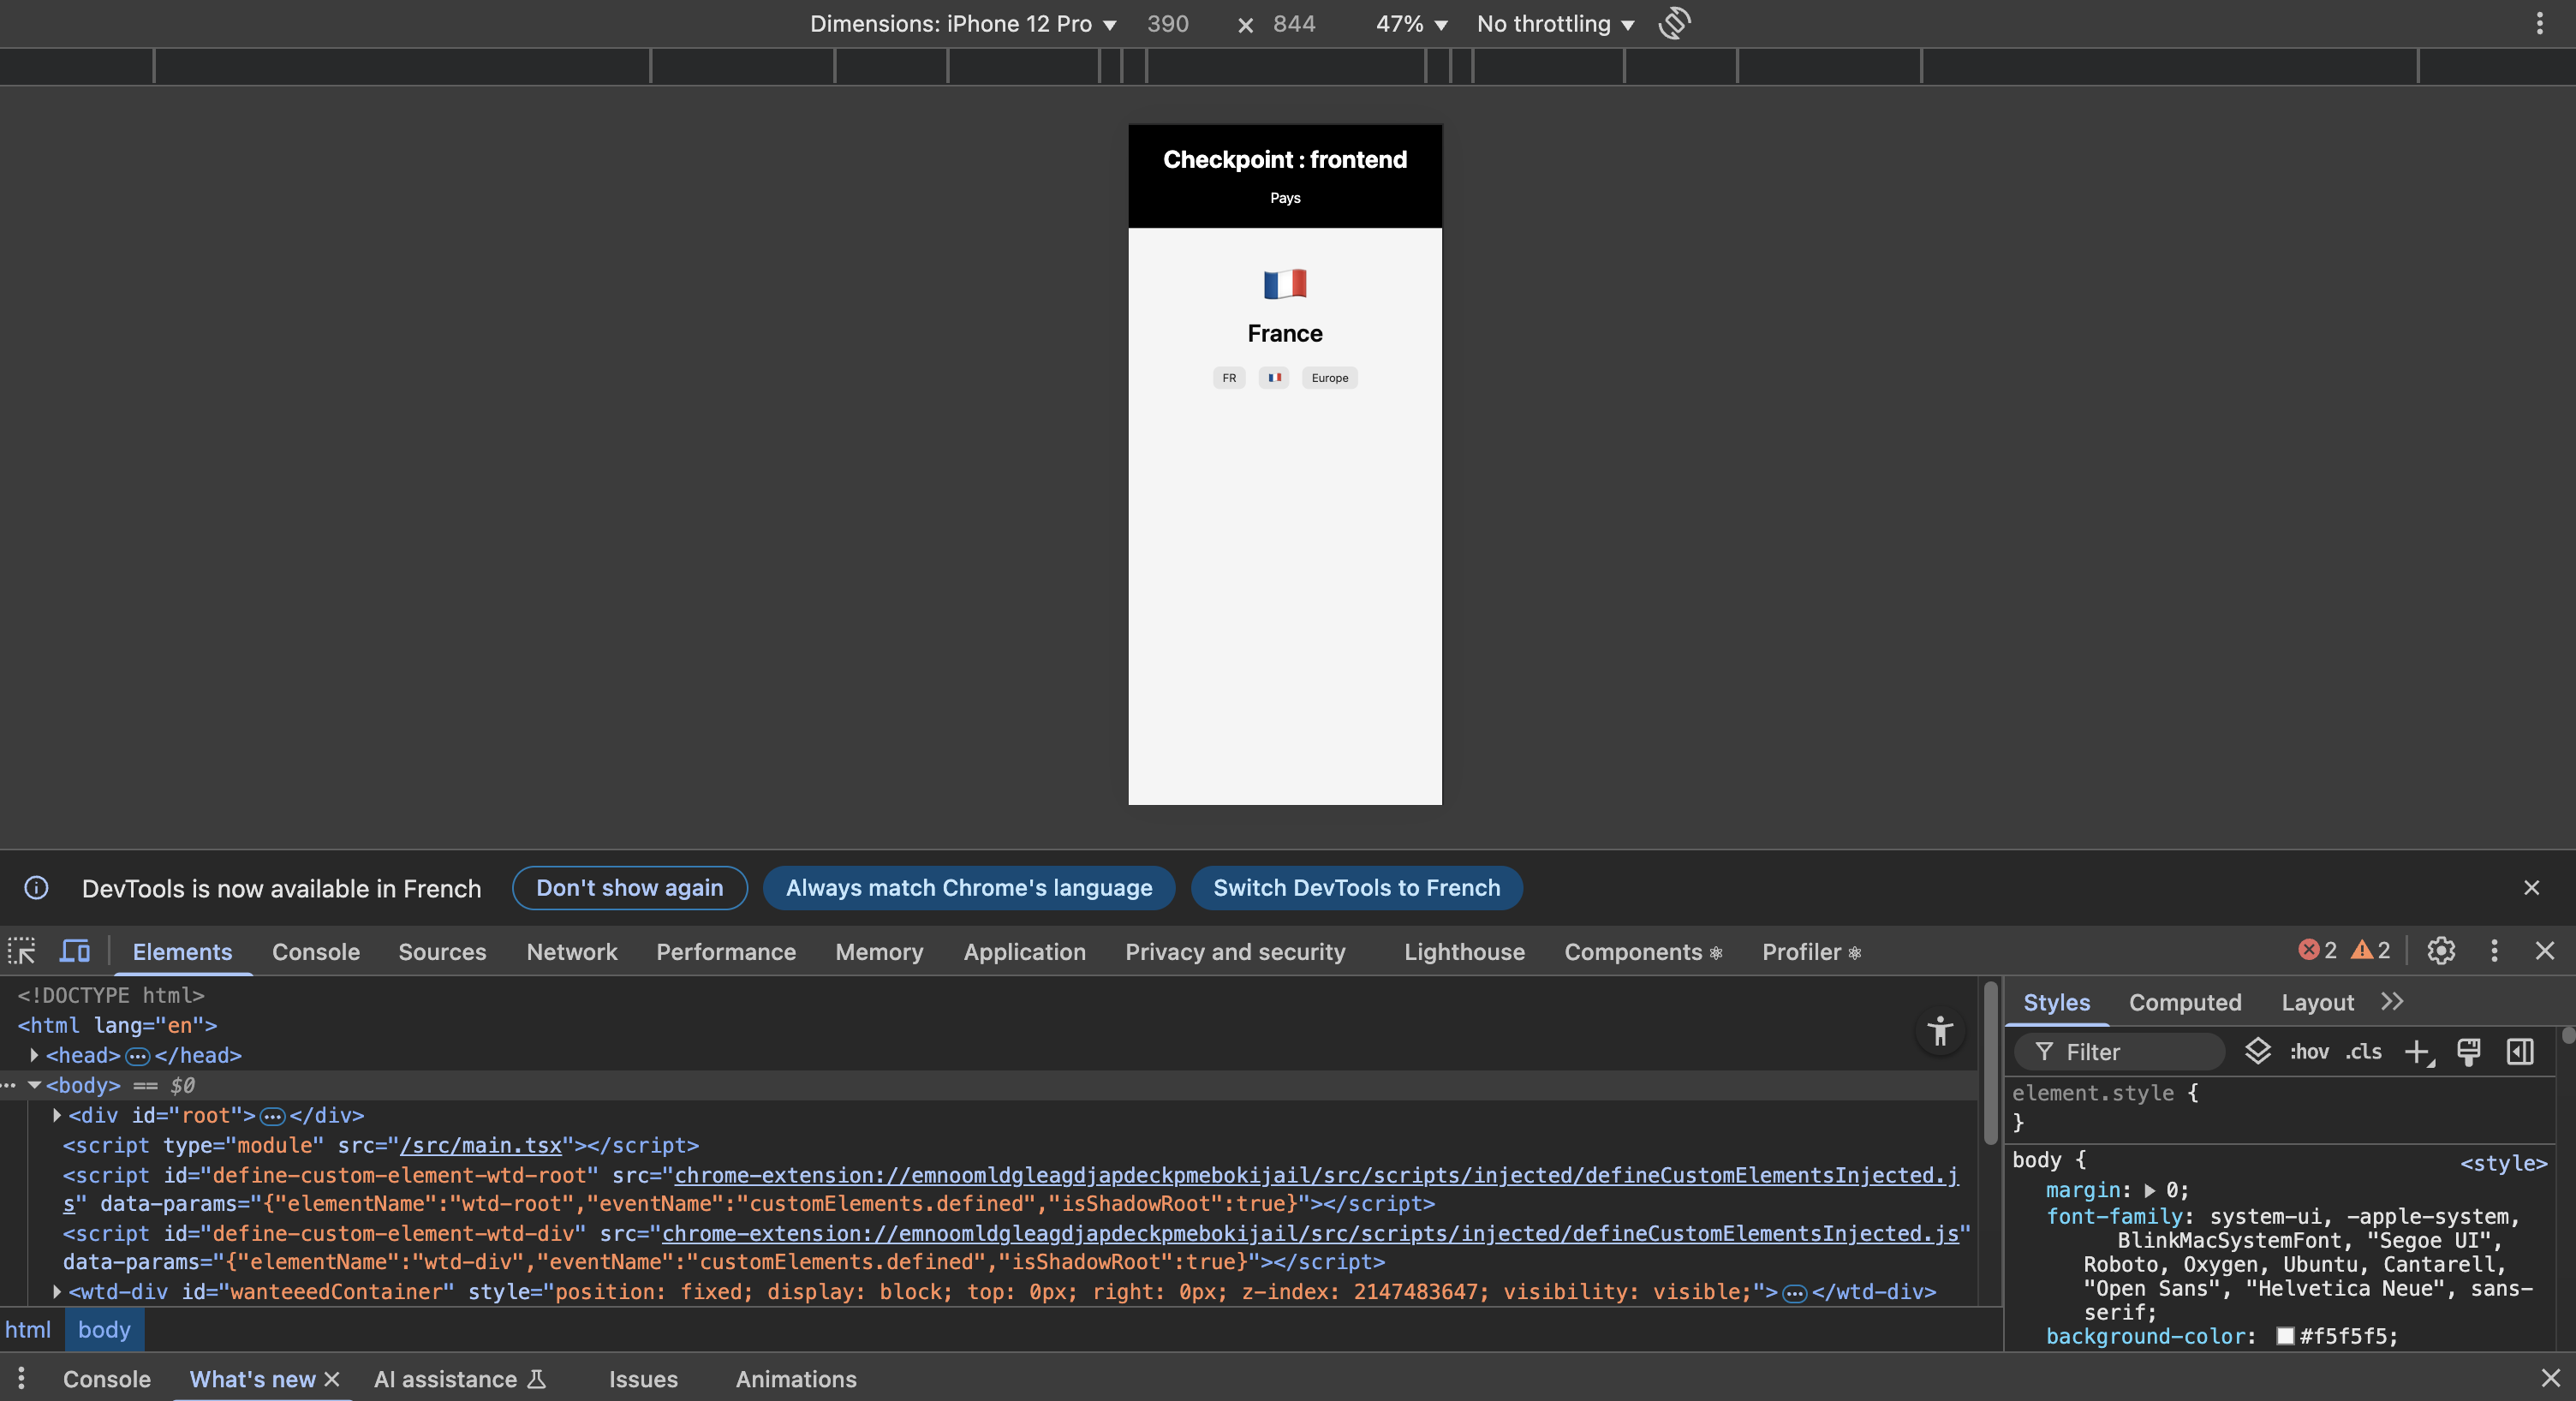 Dimensions: iPhone 12 Pro ▼ 390 × 844 47% ▼ No throttling ▼
Checkpoint : frontend
Pays
France
FR Europe
DevTools is now available in French Don't show again Always match Chrome's language Switch DevTools to French
Elements Console Sources Network Performance Memory Application Privacy and security Lighthouse Components Profiler 2 2
<!DOCTYPE html>
<html lang="en">
<head>…</head>
… <body> == $0
<div id="root">…</div>
<script type="module" src="/src/main.tsx"></script>
<script id="define-custom-element-wtd-root" src="chrome-extension://emnoomldgleagdjapdeckpmebokijail/src/scripts/injected/defineCustomElementsInjected.j
s" data-params="{"elementName":"wtd-root","eventName":"customElements.defined","isShadowRoot":true}"></script>
<script id="define-custom-element-wtd-div" src="chrome-extension://emnoomldgleagdjapdeckpmebokijail/src/scripts/injected/defineCustomElementsInjected.js"
data-params="{"elementName":"wtd-div","eventName":"customElements.defined","isShadowRoot":true}"></script>
<wtd-div id="wanteeedContainer" style="position: fixed; display: block; top: 0px; right: 0px; z-index: 2147483647; visibility: visible;">…</wtd-div>
html body
Styles Computed Layout
Filter :hov .cls
element.style {
}
body { <style>
margin: 0;
font-family: system-ui, -apple-system,
BlinkMacSystemFont, "Segoe UI",
Roboto, Oxygen, Ubuntu, Cantarell,
"Open Sans", "Helvetica Neue", sans-
serif;
background-color: #f5f5f5;
Console What's new AI assistance Issues Animations